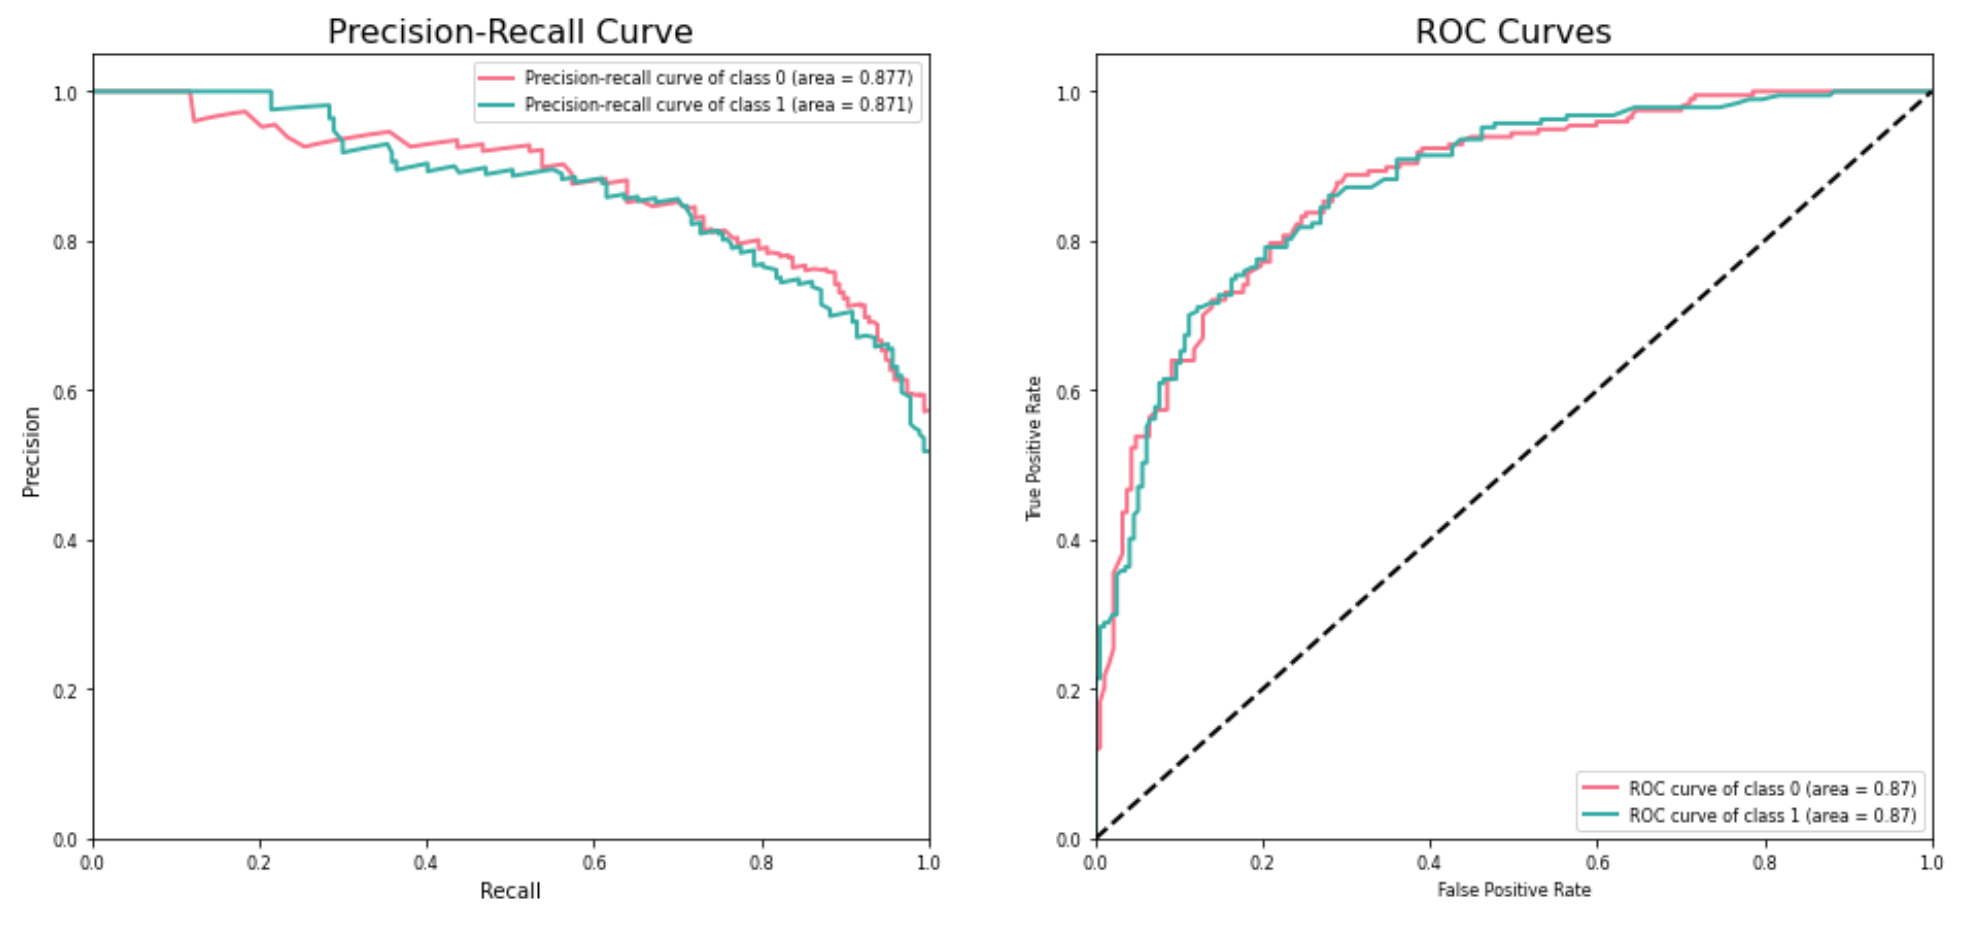 Precision-Recall Curve
Precision-recall curve of class 0 (area = 0.877)
Precision-recall curve of class 1 (area = 0.871)
1.0
0.8
0.6
0.4
0.2
0.0
Precision
0.0 0.2 0.4 0.6 0.8 1.0
Recall
ROC Curves
1.0
0.8
0.6
0.4
0.2
0.0
True Positive Rate
ROC curve of class 0 (area = 0.87)
ROC curve of class 1 (area = 0.87)
0.0 0.2 0.4 0.6 0.8 1.0
False Positive Rate